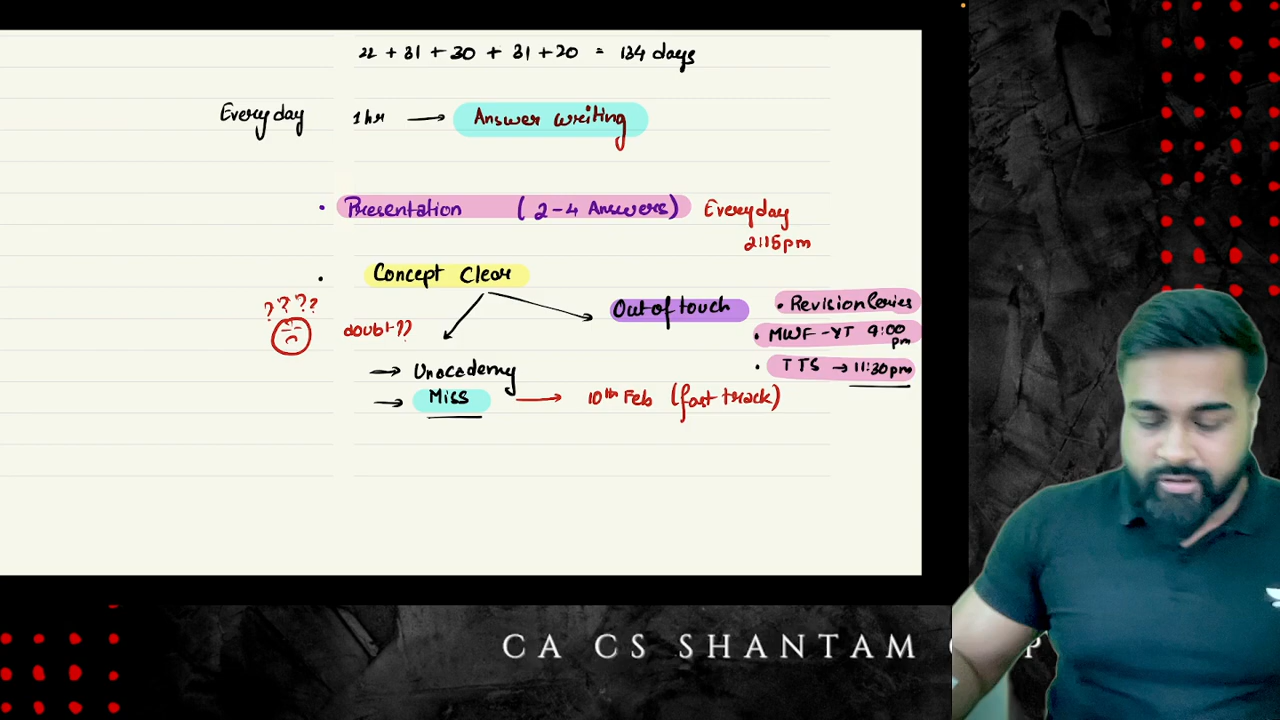 22 + 31 + 30 + 31 + 20 = 134 days
Everyday 1 hr → Answer writing
• Presentation (2-4 Answers) Everyday
2:15pm
• Concept Clear
????
doubt??
Out of touch
• Revision Series
• MWF - YT 9:00
pm
• TTS → 11:30pm
→ Unacademy
→ Miss → 10th Feb (fast track)
CA CS SHANTAM